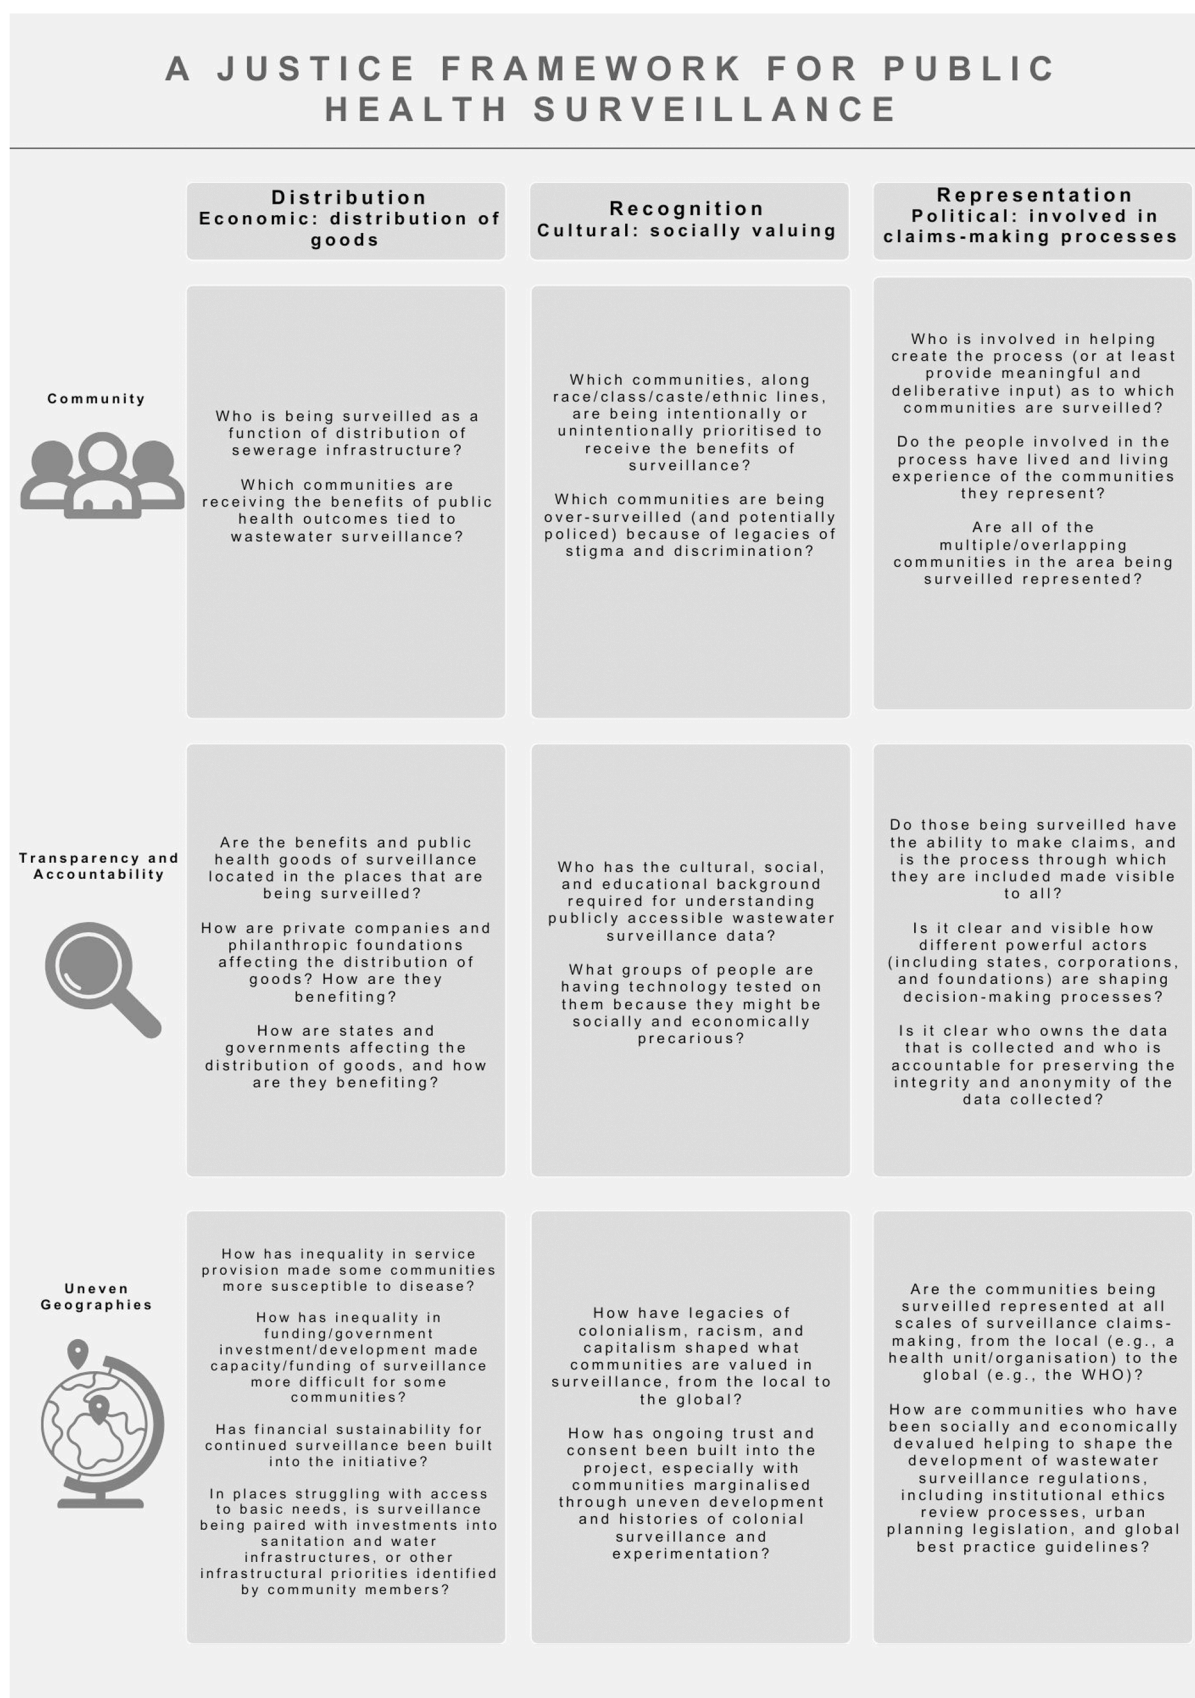 A JUSTICE FRAMEWORK FOR PUBLIC
HEALTH SURVEILLANCE
Distribution
Economic: distribution of
goods
Recognition
Cultural: socially valuing
Representation
Political: involved in
claims-making processes
Community
Who is being surveilled as a
function of distribution of
sewerage infrastructure?
Which communities are
receiving the benefits of public
health outcomes tied to
wastewater surveillance?
Which communities, along
race/class/caste/ethnic lines,
are being intentionally or
unintentionally prioritised to
receive the benefits of
surveillance?
Which communities are being
over-surveilled (and potentially
policed) because of legacies of
stigma and discrimination?
Who is involved in helping
create the process (or at least
provide meaningful and
deliberative input) as to which
communities are surveilled?
Do the people involved in the
process have lived and living
experience of the communities
they represent?
Are all of the
multiple/overlapping
communities in the area being
surveilled represented?
Transparency and
Accountability
Are the benefits and public
health goods of surveillance
located in the places that are
being surveilled?
How are private companies and
philanthropic foundations
affecting the distribution of
goods? How are they
benefiting?
How are states and
governments affecting the
distribution of goods, and how
are they benefiting?
Who has the cultural, social,
and educational background
required for understanding
publicly accessible wastewater
surveillance data?
What groups of people are
having technology tested on
them because they might be
socially and economically
precarious?
Do those being surveilled have
the ability to make claims, and
is the process through which
they are included made visible
to all?
Is it clear and visible how
different powerful actors
(including states, corporations,
and foundations) are shaping
decision-making processes?
Is it clear who owns the data
that is collected and who is
accountable for preserving the
integrity and anonymity of the
data collected?
Uneven
Geographies
How has inequality in service
provision made some communities
more susceptible to disease?
How has inequality in
funding/government
investment/development made
capacity/funding of surveillance
more difficult for some
communities?
Has financial sustainability for
continued surveillance been built
into the initiative?
In places struggling with access
to basic needs, is surveillance
being paired with investments into
sanitation and water
infrastructures, or other
infrastructural priorities identified
by community members?
How have legacies of
colonialism, racism, and
capitalism shaped what
communities are valued in
surveillance, from the local to
the global?
How has ongoing trust and
consent been built into the
project, especially with
communities marginalised
through uneven development
and histories of colonial
surveillance and
experimentation?
Are the communities being
surveilled represented at all
scales of surveillance claims-
making, from the local (e.g., a
health unit/organisation) to the
global (e.g., the WHO)?
How are communities who have
been socially and economically
devalued helping to shape the
development of wastewater
surveillance regulations,
including institutional ethics
review processes, urban
planning legislation, and global
best practice guidelines?